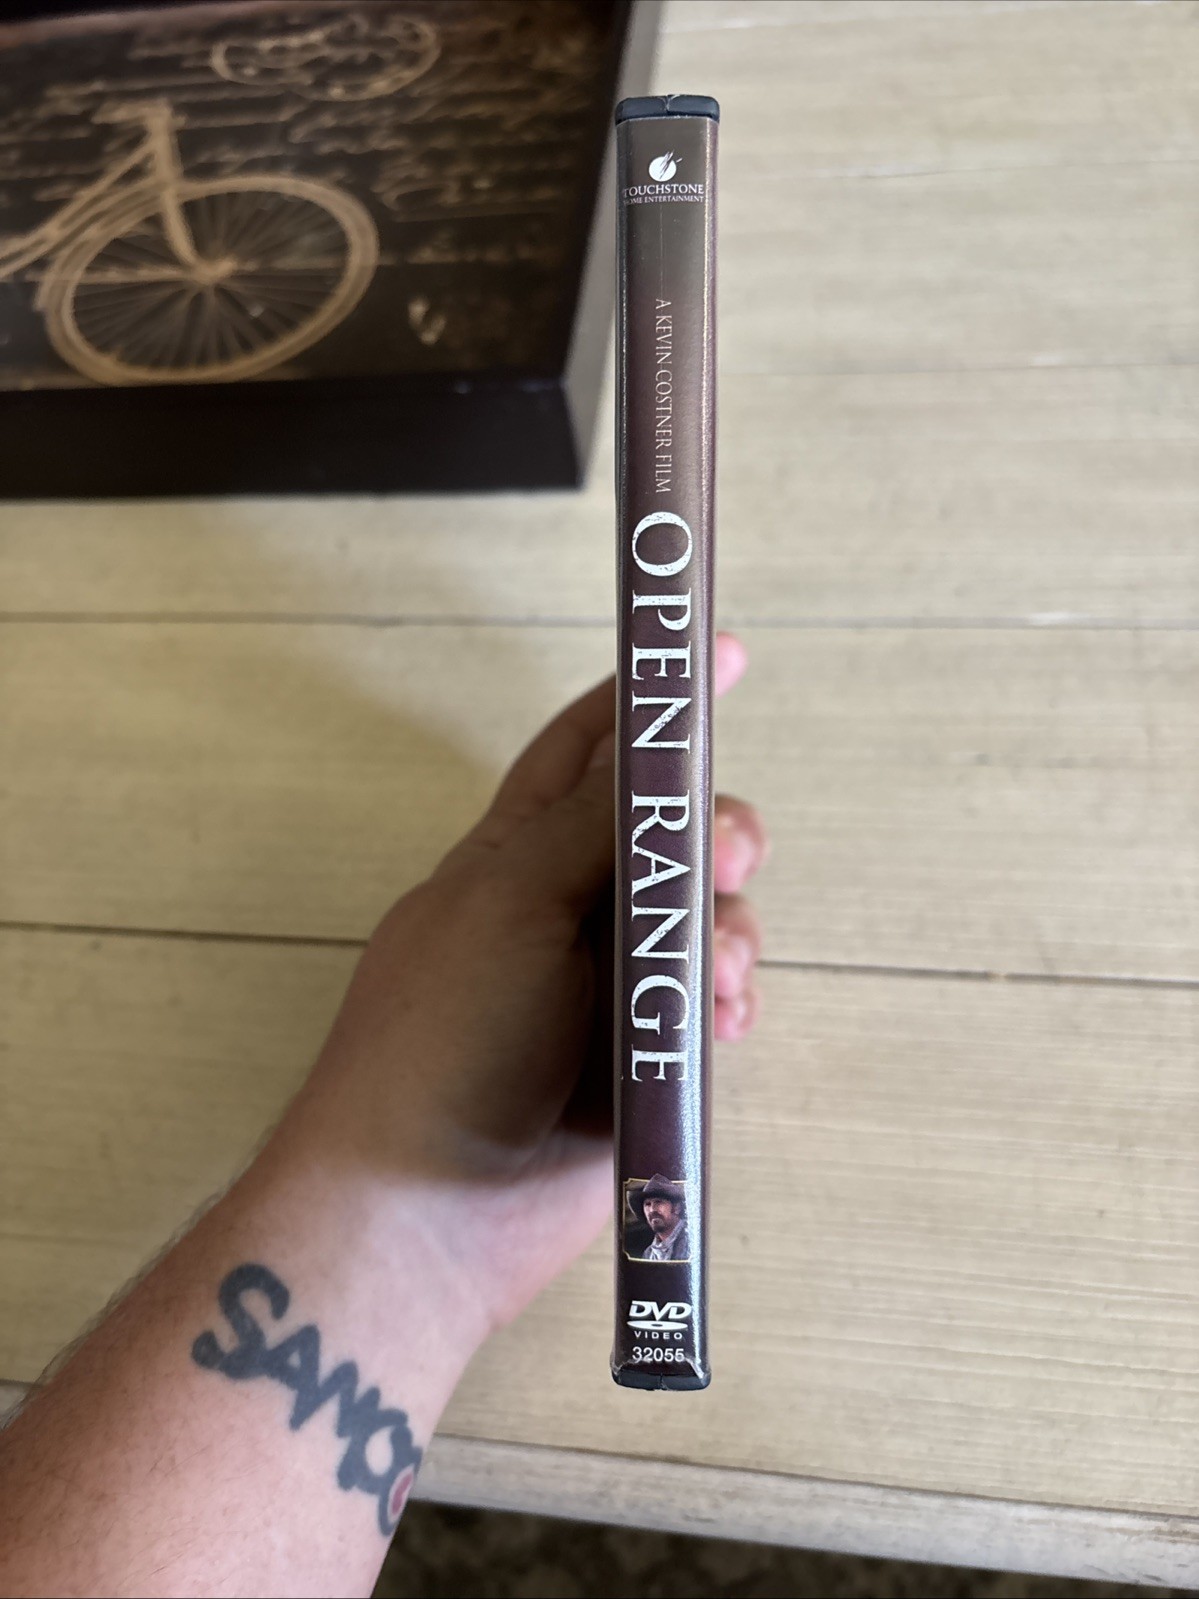 TOUCHSTONE
HOME ENTERTAINMENT
A KEVIN COSTNER FILM
OPEN RANGE
DVD
VIDEO
32055